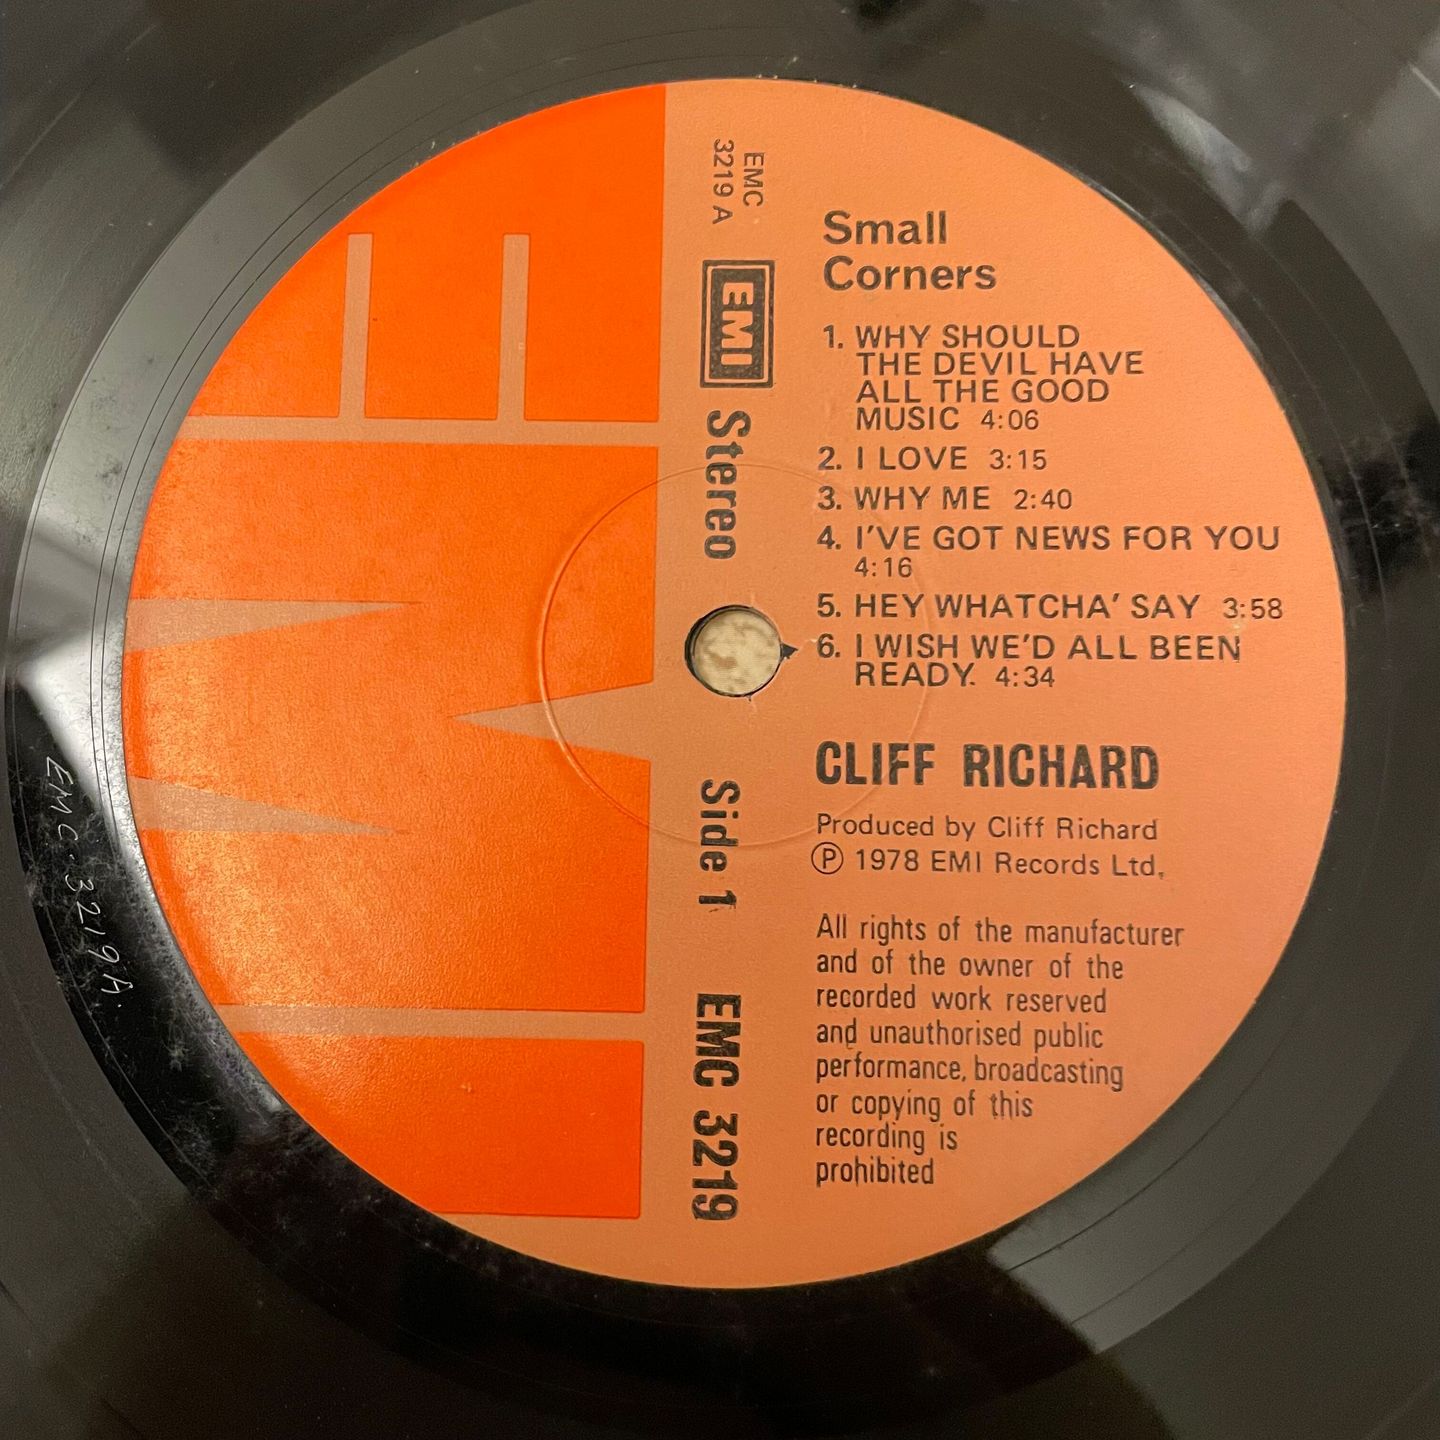 EMC
3219 A
EMI
Stereo
Side 1
EMC 3219
Small
Corners
1. WHY SHOULD
THE DEVIL HAVE
ALL THE GOOD
MUSIC 4:06
2. I LOVE 3:15
3. WHY ME 2:40
4. I'VE GOT NEWS FOR YOU
4:16
5. HEY WHATCHA' SAY 3:58
6. I WISH WE'D ALL BEEN
READY. 4:34
CLIFF RICHARD
Produced by Cliff Richard
℗ 1978 EMI Records Ltd.
All rights of the manufacturer
and of the owner of the
recorded work reserved
and unauthorised public
performance, broadcasting
or copying of this
recording is
prohibited
EMI
EMC·3219A·